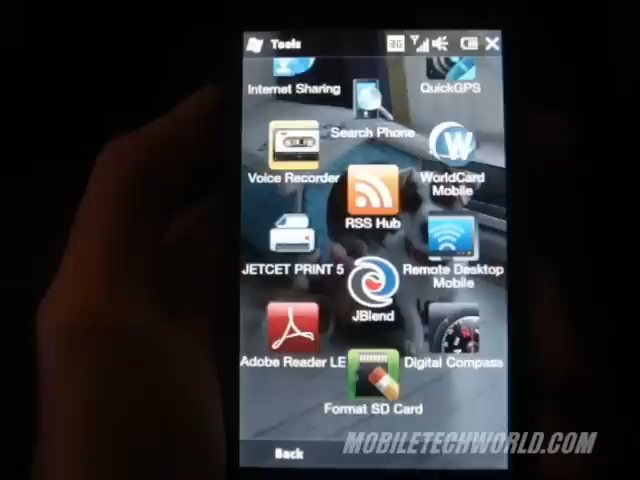 Tools
3G
Internet Sharing
QuickGPS
Search Phone
Voice Recorder
W
WorldCard
Mobile
RSS Hub
JETCET PRINT 5
Remote Desktop
Mobile
JBlend
Adobe Reader LE
Digital Compass
Format SD Card
Back
MOBILETECHWORLD.COM